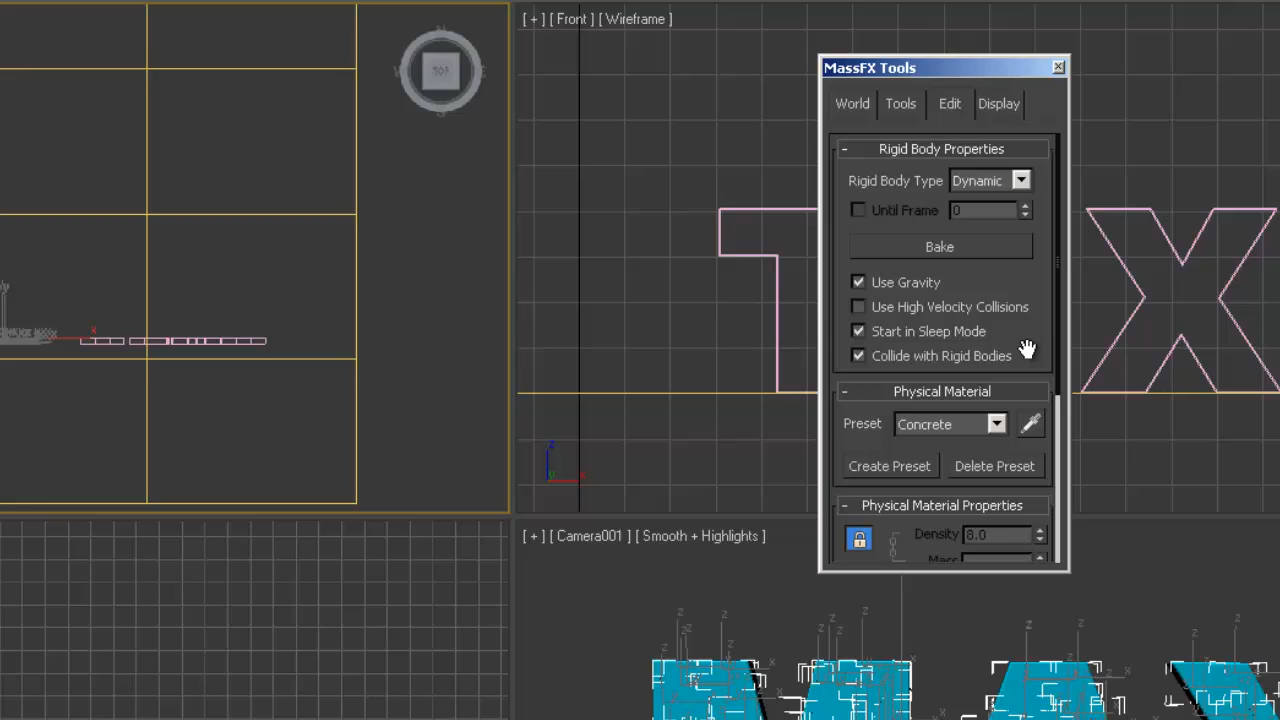 [ + ] [ Front ] [ Wireframe ]
TOP
MassFX Tools
World Tools Edit Display
- Rigid Body Properties
Rigid Body Type Dynamic
Until Frame 0
Bake
Use Gravity
Use High Velocity Collisions
Start in Sleep Mode
Collide with Rigid Bodies
- Physical Material
Preset Concrete
Create Preset Delete Preset
- Physical Material Properties
Density 8.0
Mass
[ + ] [ Camera001 ] [ Smooth + Highlights ]
x
z
x
z z z z z z
z z z z
z z z
x x x x